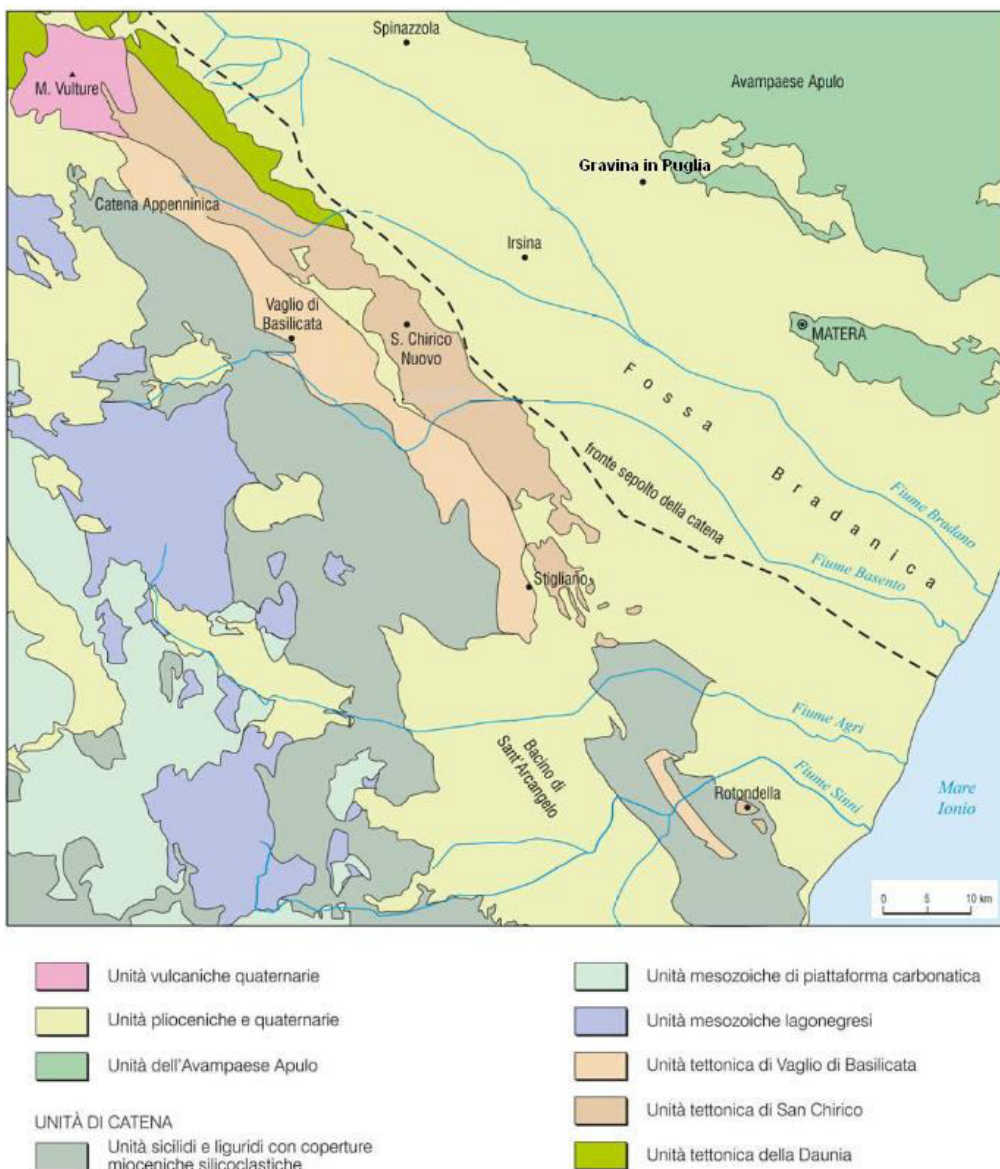 Spinazzola
M. Vulture
Avampaese Apulo
Gravina in Puglia
Catena Appenninica
Irsina
Vaglio di
Basilicata
S. Chirico
Nuovo
MATERA
Fossa
Bradanica
fronte sepolto della catena
Fiume Bradano
Fiume Basento
Stigliano
Fiume Agri
Bacino di
Sant'Arcangelo
Fiume Sinni
Rotondella
Mare
Ionio
0 5 10 km
Unità vulcaniche quaternarie
Unità plioceniche e quaternarie
Unità dell'Avampaese Apulo
UNITÀ DI CATENA
Unità sicilidi e liguridi con coperture
mioceniche silicoclastiche
Unità mesozoiche di piattaforma carbonatica
Unità mesozoiche lagonegresi
Unità tettonica di Vaglio di Basilicata
Unità tettonica di San Chirico
Unità tettonica della Daunia